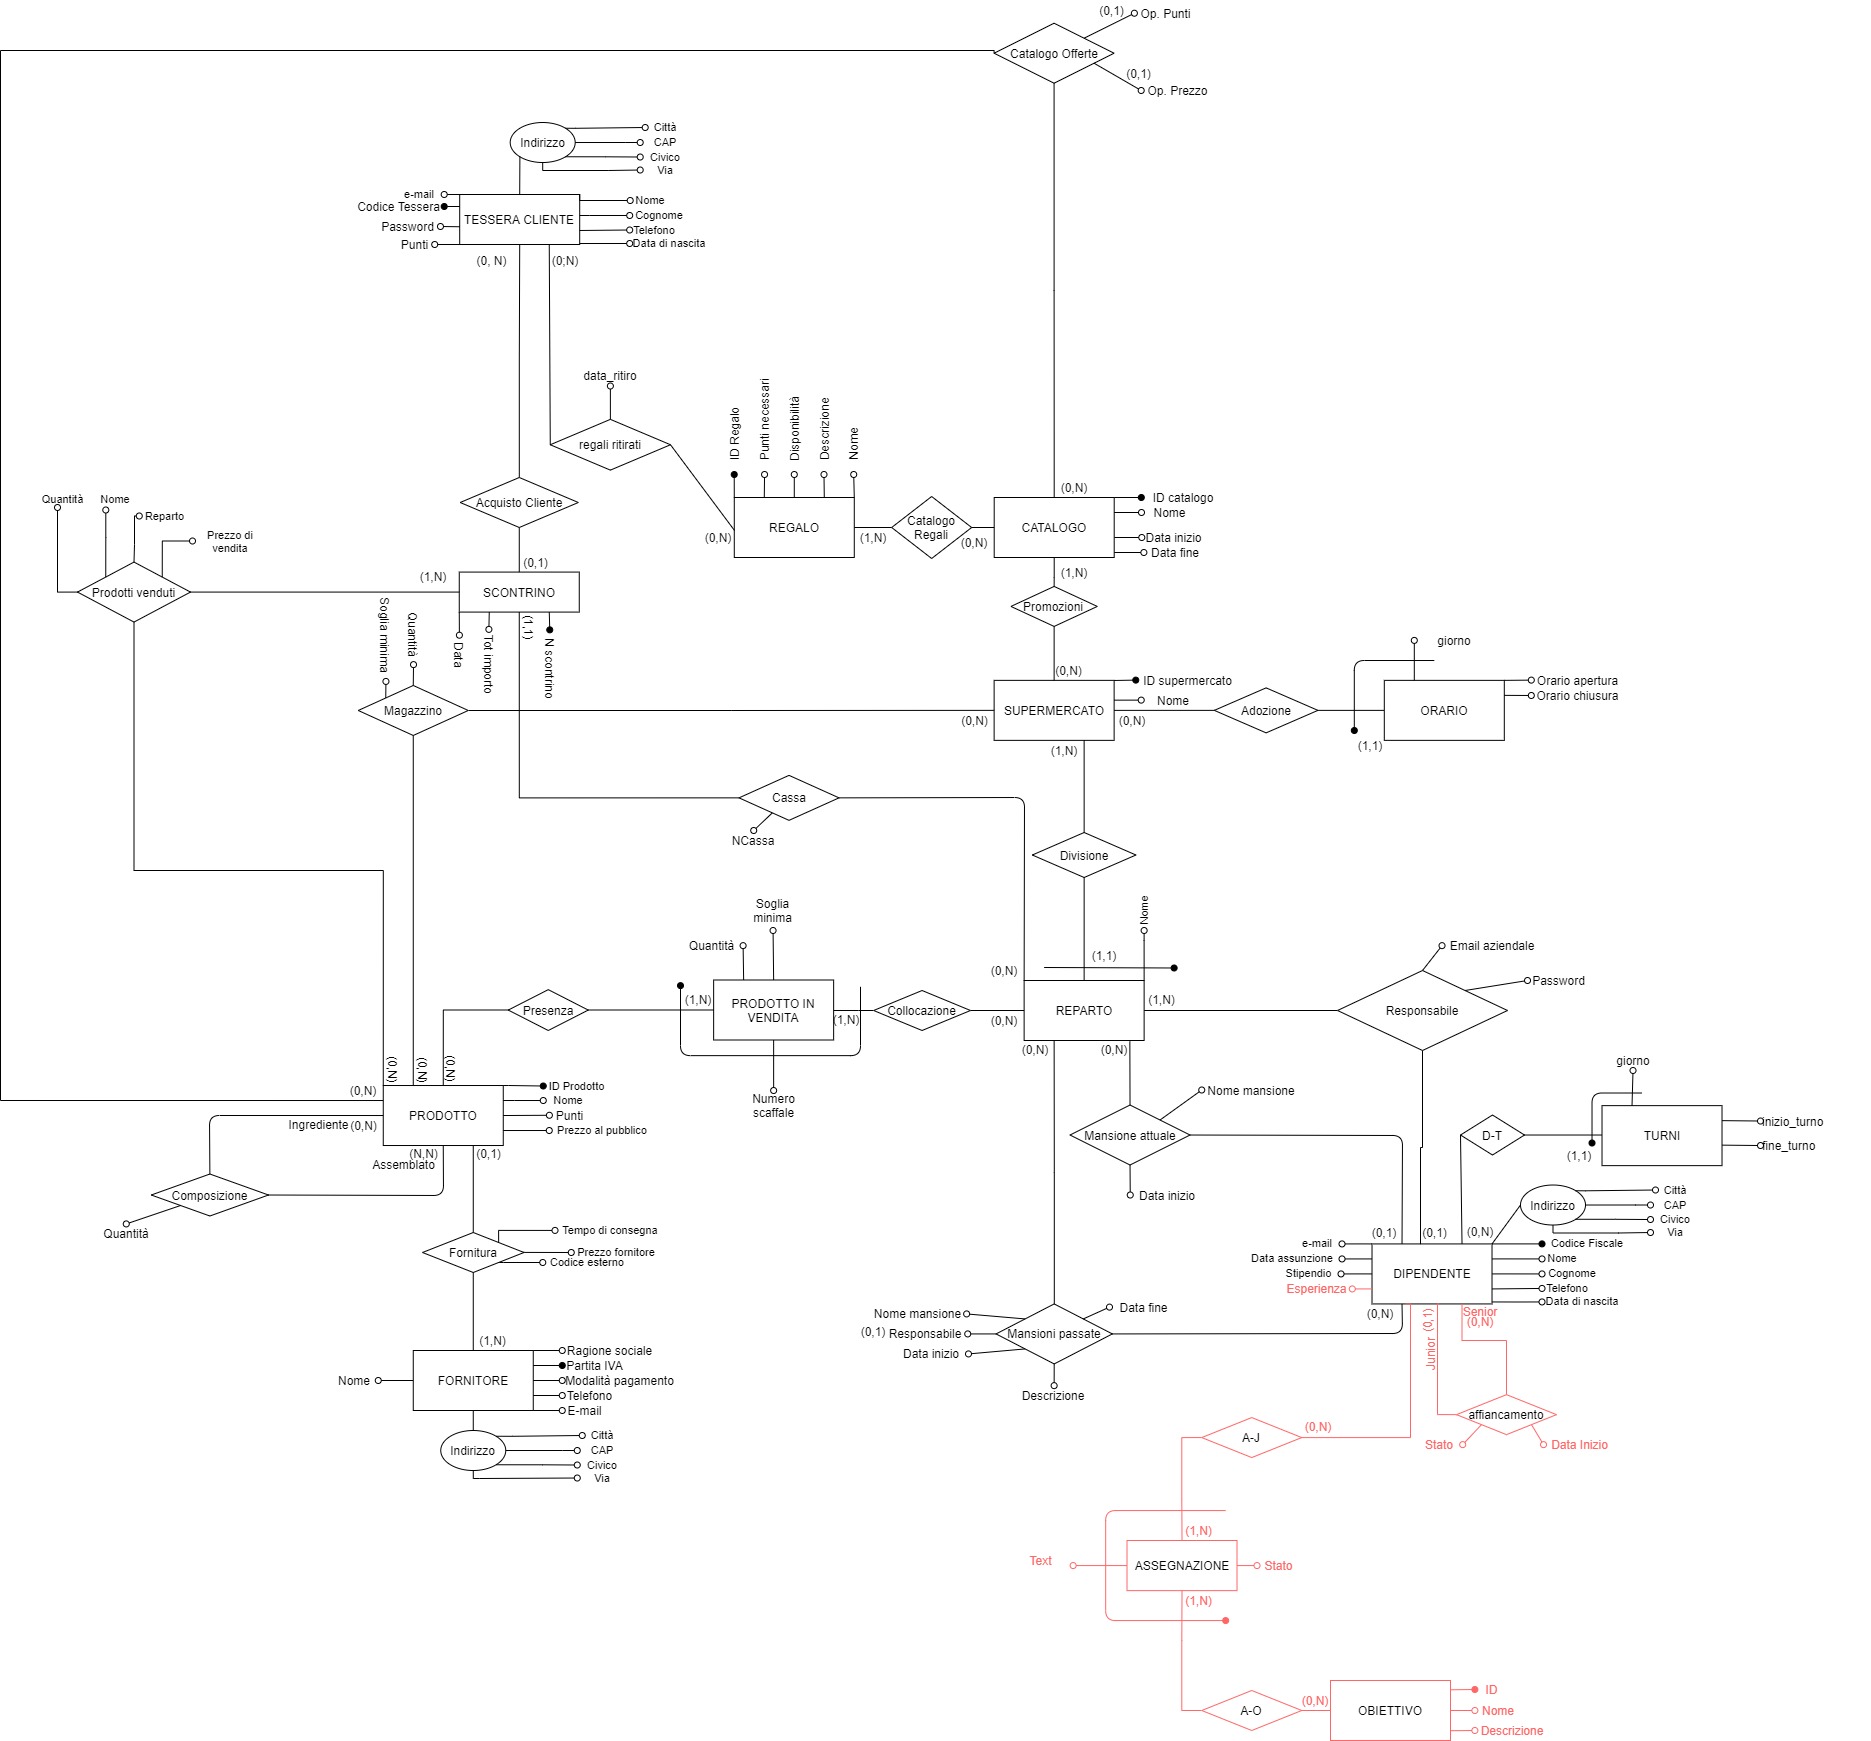 (0,1)
Op. Punti
Catalogo Offerte
(0,1)
Op. Prezzo
Indirizzo
Città
CAP
Civico
Via
e-mail
Codice Tessera
Password
Punti
TESSERA CLIENTE
Nome
Cognome
Telefono
Data di nascita
(0, N)
(0;N)
data_ritiro
regali ritirati
ID Regalo
Punti necessari
Disponibilità
Descrizione
Nome
(0,N)
REGALO
(1,N)
Catalogo
Regali
(0,N)
(0,N)
CATALOGO
ID catalogo
Nome
Data inizio
Data fine
(1,N)
Promozioni
(0,N)
Acquisto Cliente
(0,1)
Quantità
Nome
Reparto
Prezzo di
vendita
Prodotti venduti
(1,N)
SCONTRINO
(1,1)
Data
Tot importo
N scontrino
Soglia minima
Quantità
Magazzino
(0,N)
SUPERMERCATO
ID supermercato
Nome
(0,N)
(1,N)
Adozione
giorno
(1,1)
ORARIO
Orario apertura
Orario chiusura
Cassa
NCassa
Divisione
(1,1)
Nome
Soglia
minima
Quantità
Presenza
(1,N)
PRODOTTO IN
VENDITA
(1,N)
Numero
scaffale
Collocazione
(0,N)
(0,N)
REPARTO
(1,N)
(0,N)
(0,N)
Responsabile
Email aziendale
Password
(0,N)
(0,N)
(0,N)
(0,N)
PRODOTTO
ID Prodotto
Nome
Punti
Prezzo al pubblico
Ingrediente
(0,N)
(N,N)
Assemblato
(0,1)
Composizione
Quantità
Fornitura
Tempo di consegna
Prezzo fornitore
Codice esterno
(1,N)
FORNITORE
Nome
Ragione sociale
Partita IVA
Modalità pagamento
Telefono
E-mail
Indirizzo
Città
CAP
Civico
Via
Mansione attuale
Nome mansione
Data inizio
D-T
giorno
(1,1)
TURNI
inizio_turno
fine_turno
Indirizzo
Città
CAP
Civico
Via
(0,1)
(0,1)
(0,N)
e-mail
Data assunzione
Stipendio
Esperienza
DIPENDENTE
Codice Fiscale
Nome
Cognome
Telefono
Data di nascita
(0,N)
Junior
(0,1)
Senior
(0,N)
Nome mansione
(0,1)
Responsabile
Data inizio
Mansioni passate
Data fine
Descrizione
affiancamento
Stato
Data Inizio
A-J
(0,N)
(1,N)
Text
ASSEGNAZIONE
Stato
(1,N)
A-O
(0,N)
OBIETTIVO
ID
Nome
Descrizione